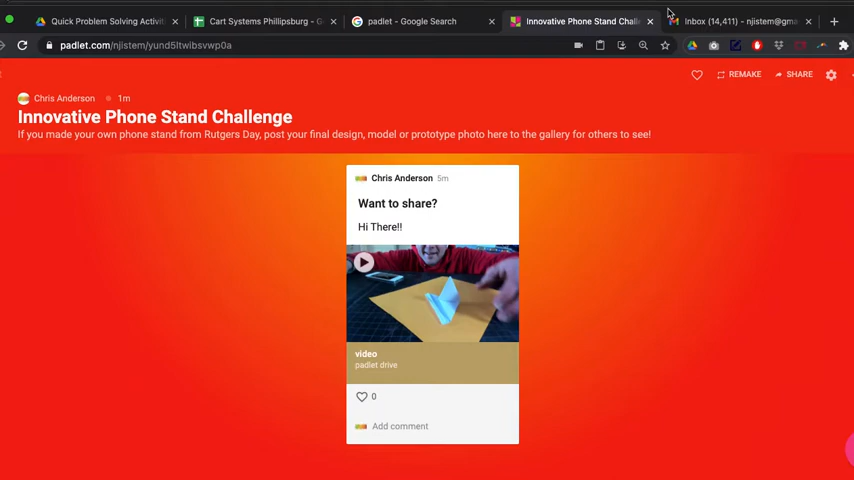 Quick Problem Solving Activiti
Cart Systems Phillipsburg - G
padlet - Google Search
Innovative Phone Stand Challe
Inbox (14,411) - njistem@gma
padlet.com/njistem/yund5ltwibsvwp0a
REMAKE
SHARE
Chris Anderson
1m
Innovative Phone Stand Challenge
If you made your own phone stand from Rutgers Day, post your final design, model or prototype photo here to the gallery for others to see!
Chris Anderson 5m
Want to share?
Hi There!!
video
padlet drive
0
Add comment